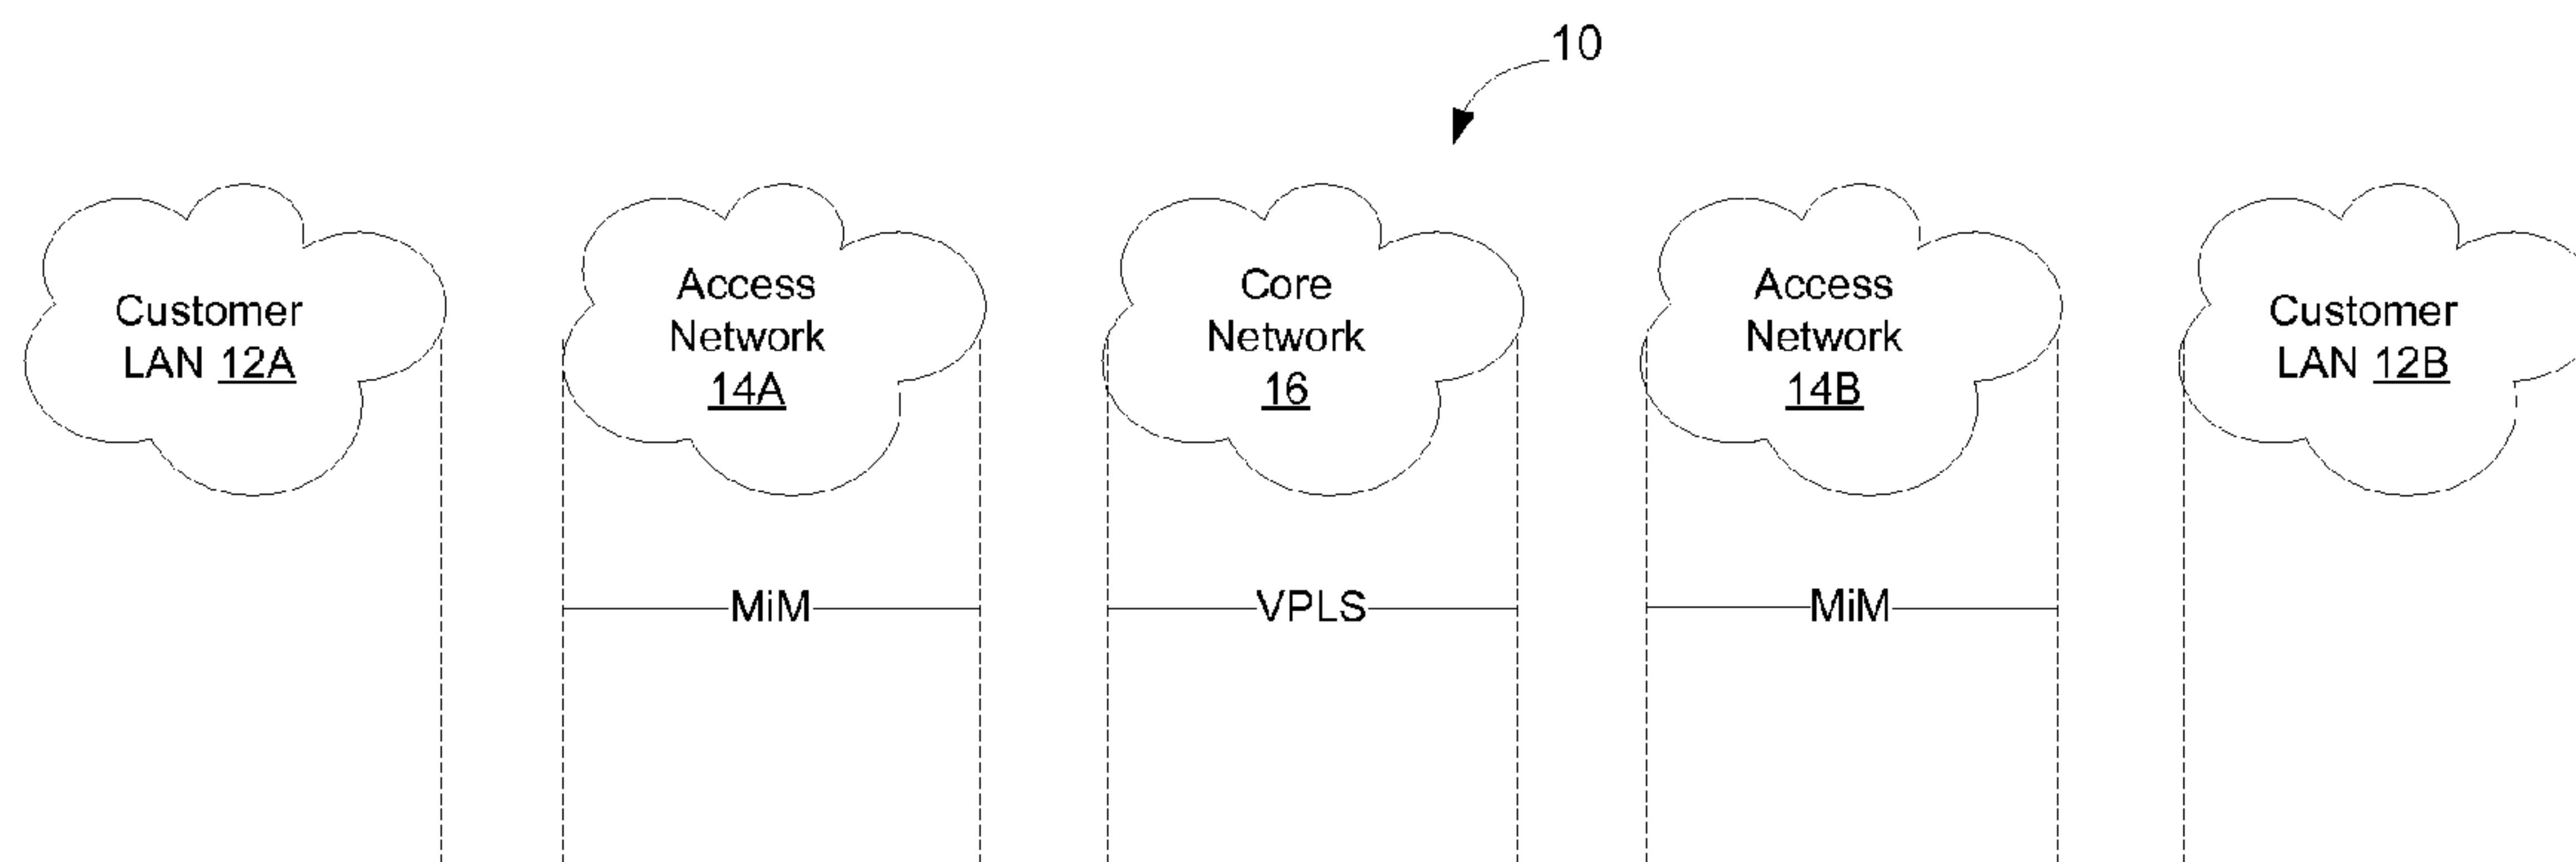 10
Customer
LAN 12A
Access
Network
14A
Core
Network
16
Access
Network
14B
Customer
LAN 12B
MiM
VPLS
MiM